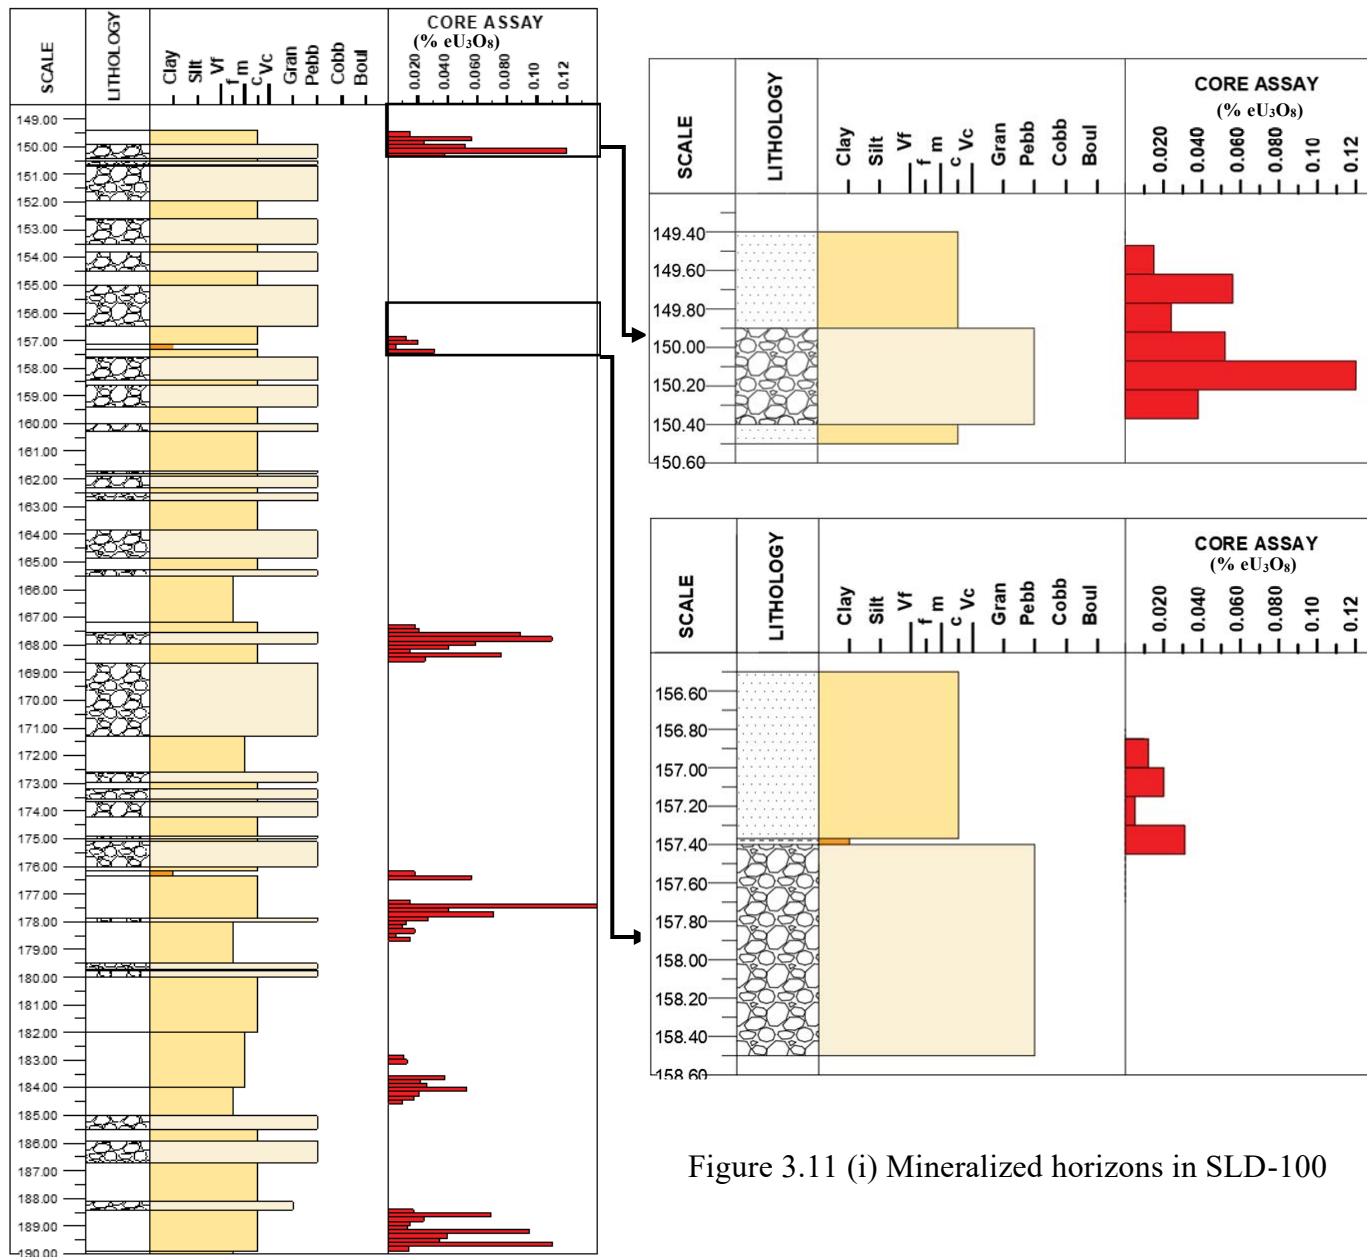 SCALE
LITHOLOGY
Clay
Silt
Vf
f
m
c
Vc
Gran
Pebb
Cobb
Boul
CORE ASSAY
(% eU₃O₈)
0.020
0.040
0.060
0.080
0.10
0.12
149.00
150.00
151.00
152.00
153.00
154.00
155.00
156.00
157.00
158.00
159.00
160.00
161.00
162.00
163.00
164.00
165.00
166.00
167.00
168.00
169.00
170.00
171.00
172.00
173.00
174.00
175.00
176.00
177.00
178.00
179.00
180.00
181.00
182.00
183.00
184.00
185.00
186.00
187.00
188.00
189.00
190.00
SCALE
LITHOLOGY
Clay
Silt
Vf
f
m
c
Vc
Gran
Pebb
Cobb
Boul
CORE ASSAY
(% eU₃O₈)
0.020
0.040
0.060
0.080
0.10
0.12
149.40
149.60
149.80
150.00
150.20
150.40
150.60
SCALE
LITHOLOGY
Clay
Silt
Vf
f
m
c
Vc
Gran
Pebb
Cobb
Boul
CORE ASSAY
(% eU₃O₈)
0.020
0.040
0.060
0.080
0.10
0.12
156.60
156.80
157.00
157.20
157.40
157.60
157.80
158.00
158.20
158.40
158.60
Figure 3.11 (i) Mineralized horizons in SLD-100